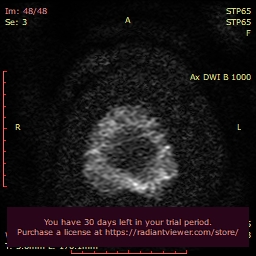 Im: 48/48
Se: 3
A
STP65
STP65
F
Ax DWI B 1000
R
L
You have 30 days left in your trial period.
Purchase a license at https://radiantviewer.com/store/